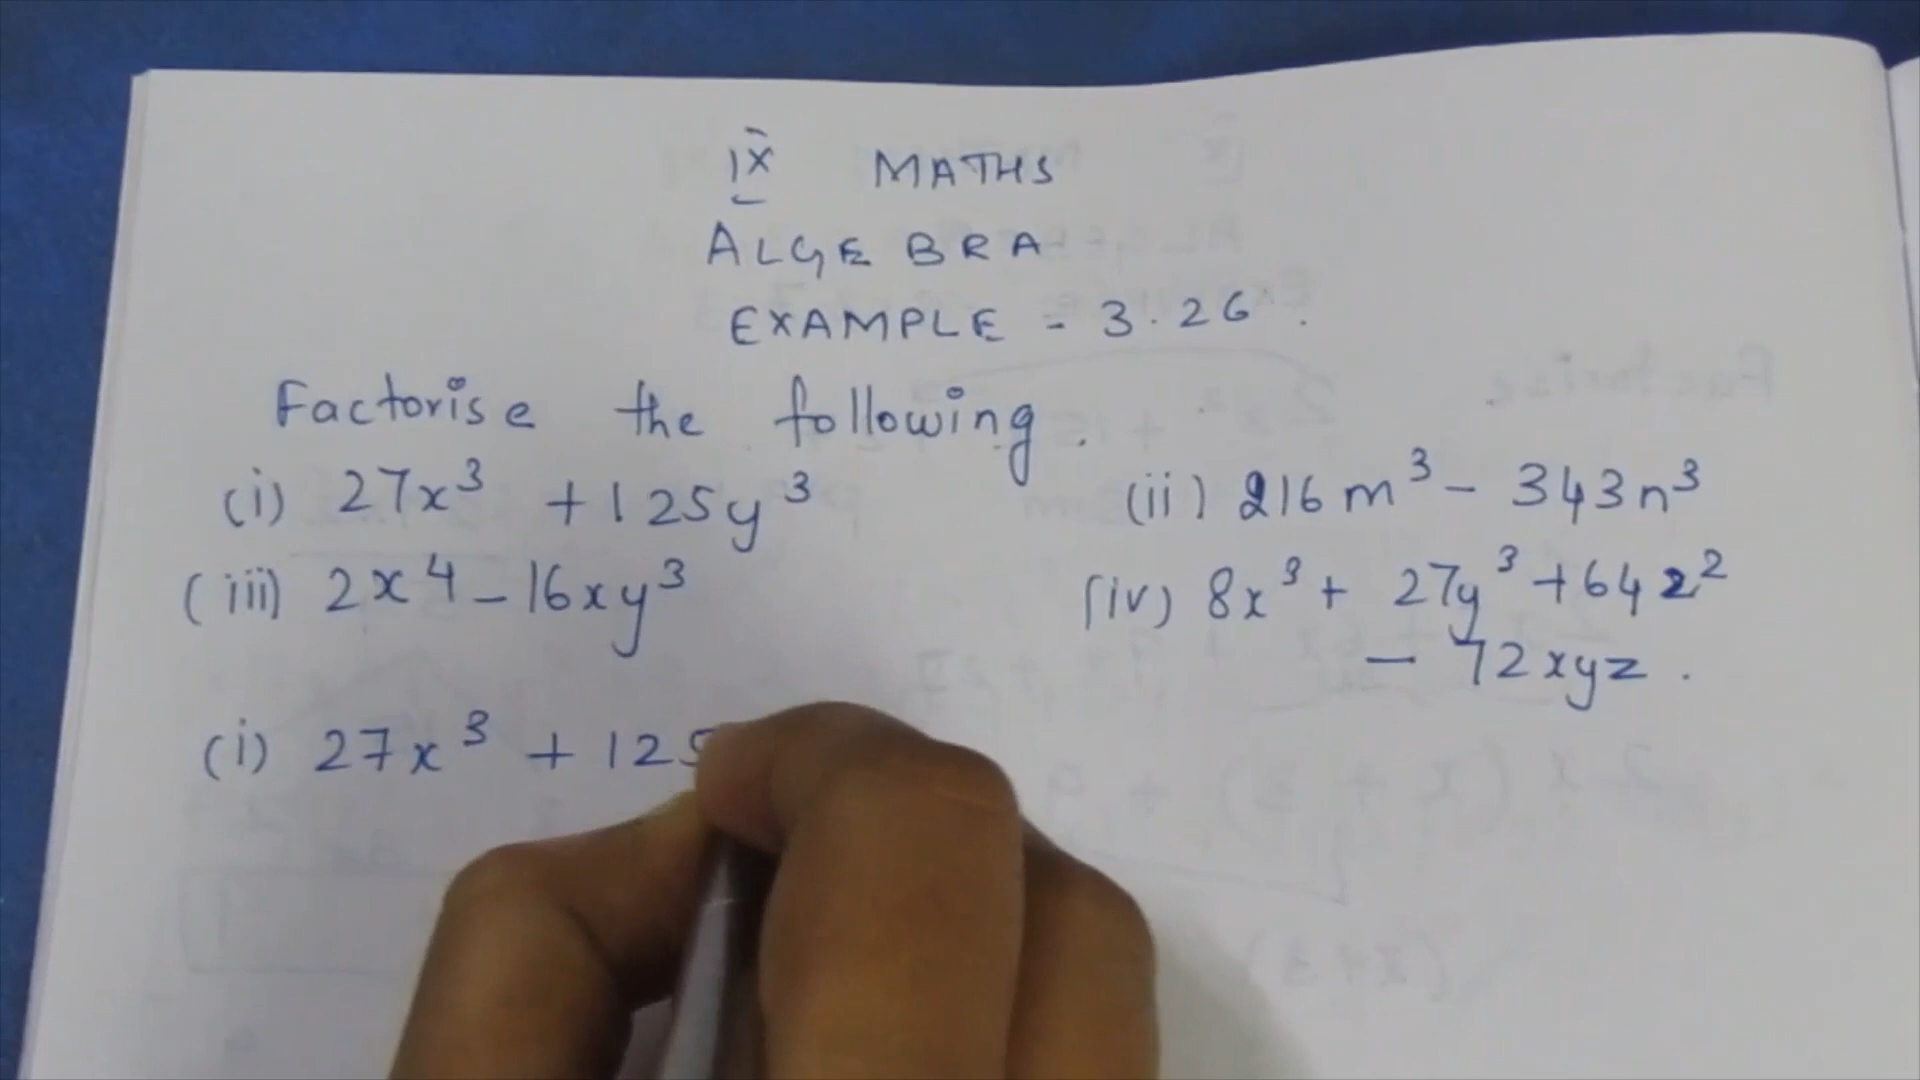 IX MATHS
ALGEBRA
EXAMPLE - 3.26.
Factorise the following.
(i) 27x³ + 125y³ (ii) 216m³ - 343n³
(iii) 2x⁴ - 16xy³ (iv) 8x³ + 27y³ + 64z²
- 72xyz.
(i) 27x³ + 125